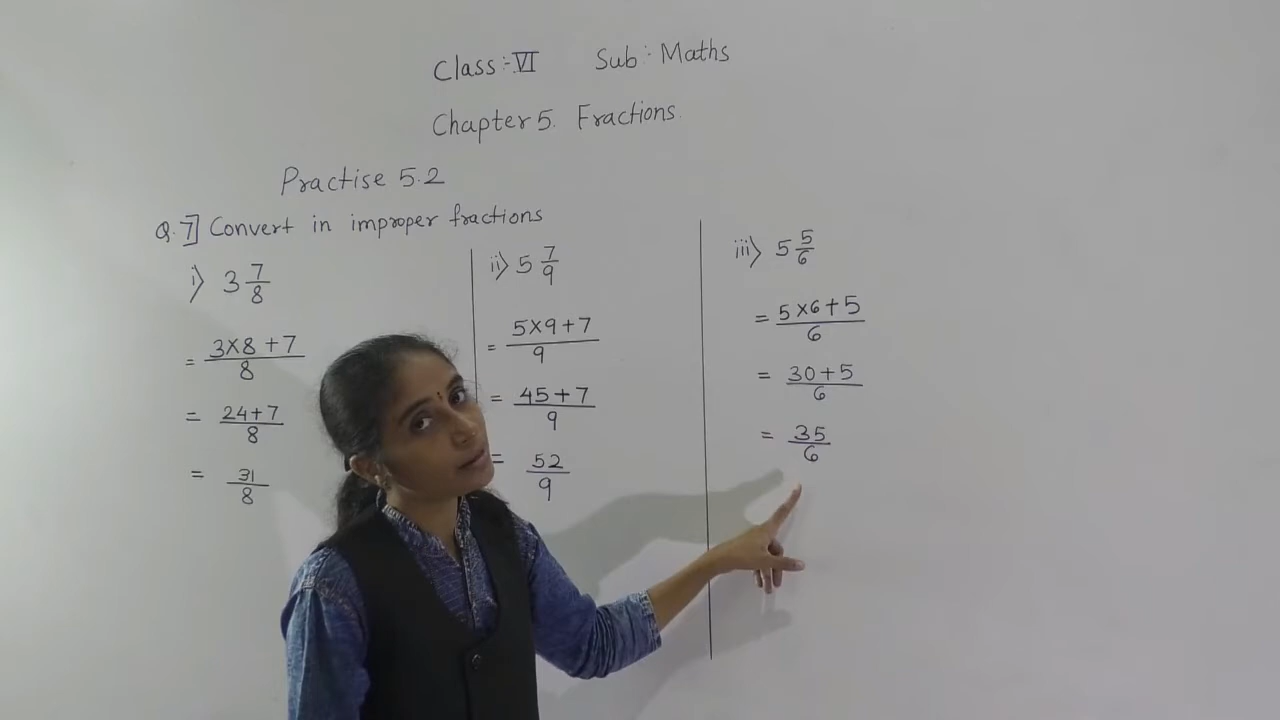 Class:- VI Sub:- Maths
Chapter 5. Fractions.
Practise 5.2
Q.7] Convert in improper fractions
i) 3 7/8
= 3×8+7/8
= 24+7/8
= 31/8
ii) 5 7/9
= 5×9+7/9
= 45+7/9
= 52/9
iii) 5 5/6
= 5×6+5/6
= 30+5/6
= 35/6